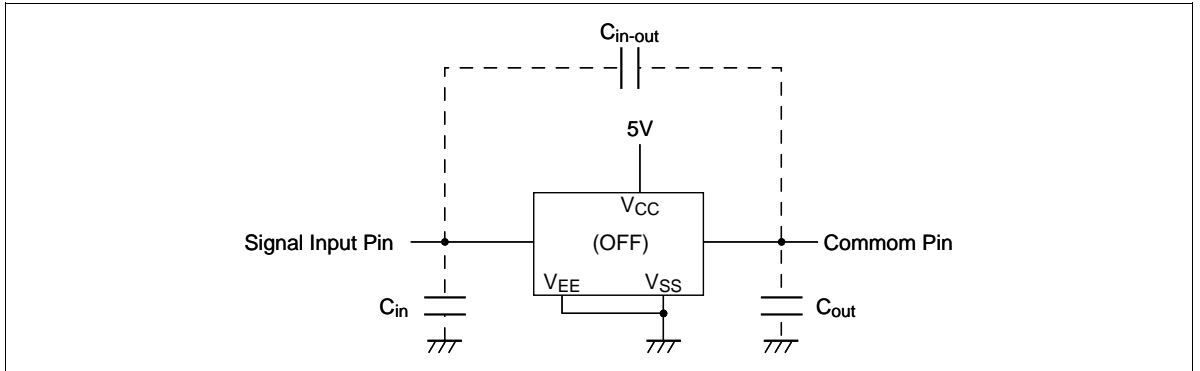 Cin-out
5V
VCC
Signal Input Pin
(OFF)
Commom Pin
VEE
VSS
Cin
Cout